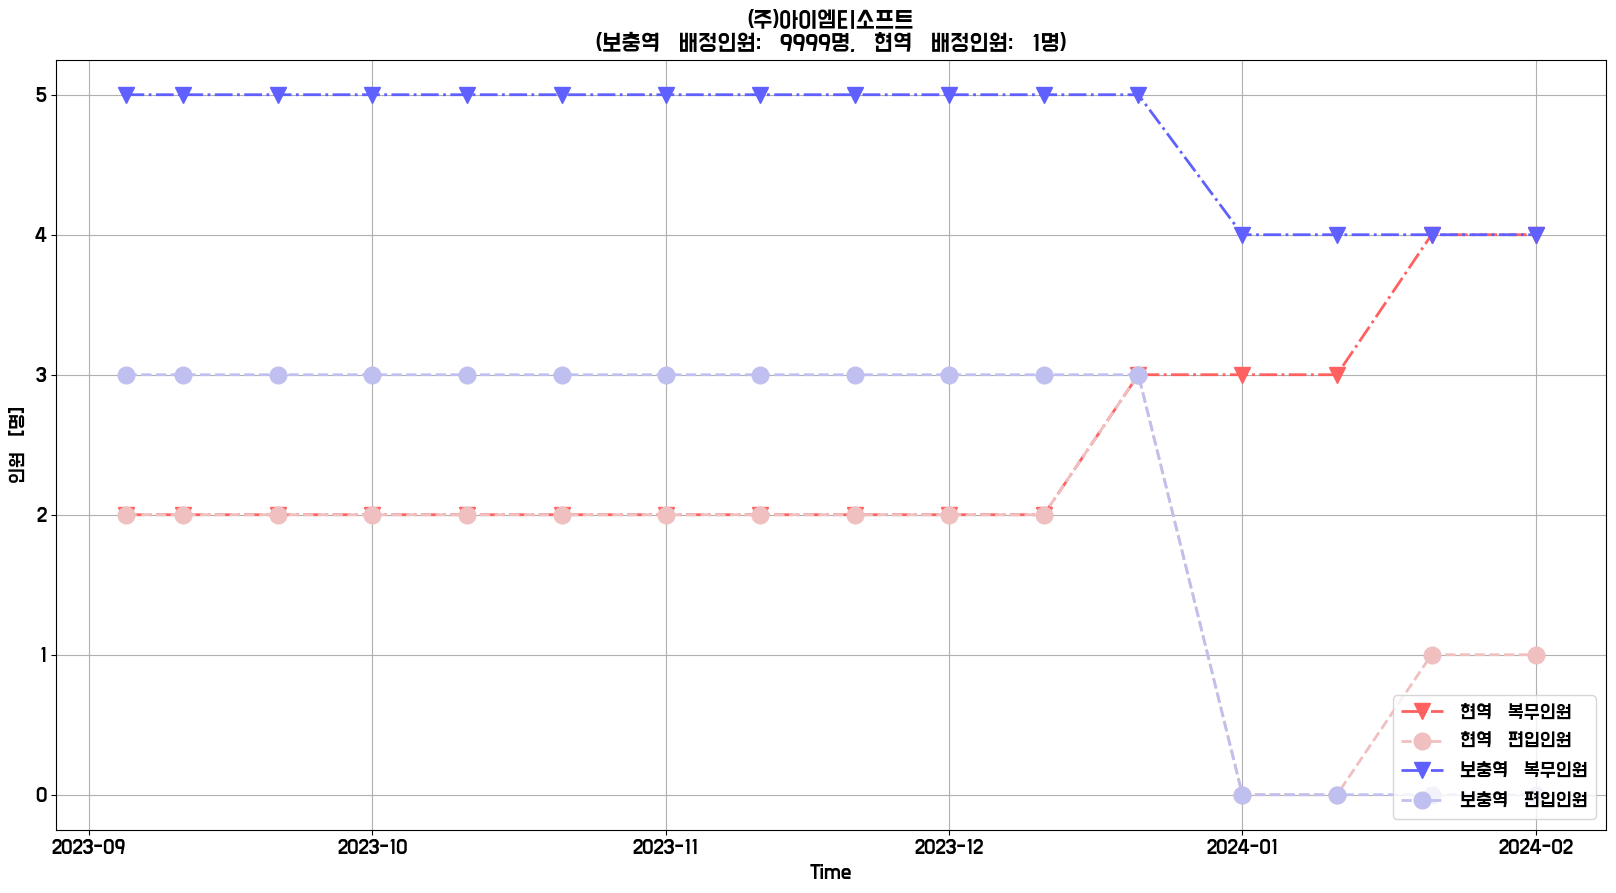 (주)아이엠티소프트
(보충역 배정인원: 9999명, 현역 배정인원: 1명)
5
4
3
2
1
0
인원 [명]
2023-09 2023-10 2023-11 2023-12 2024-01 2024-02
Time
현역 복무인원
현역 편입인원
보충역 복무인원
보충역 편입인원